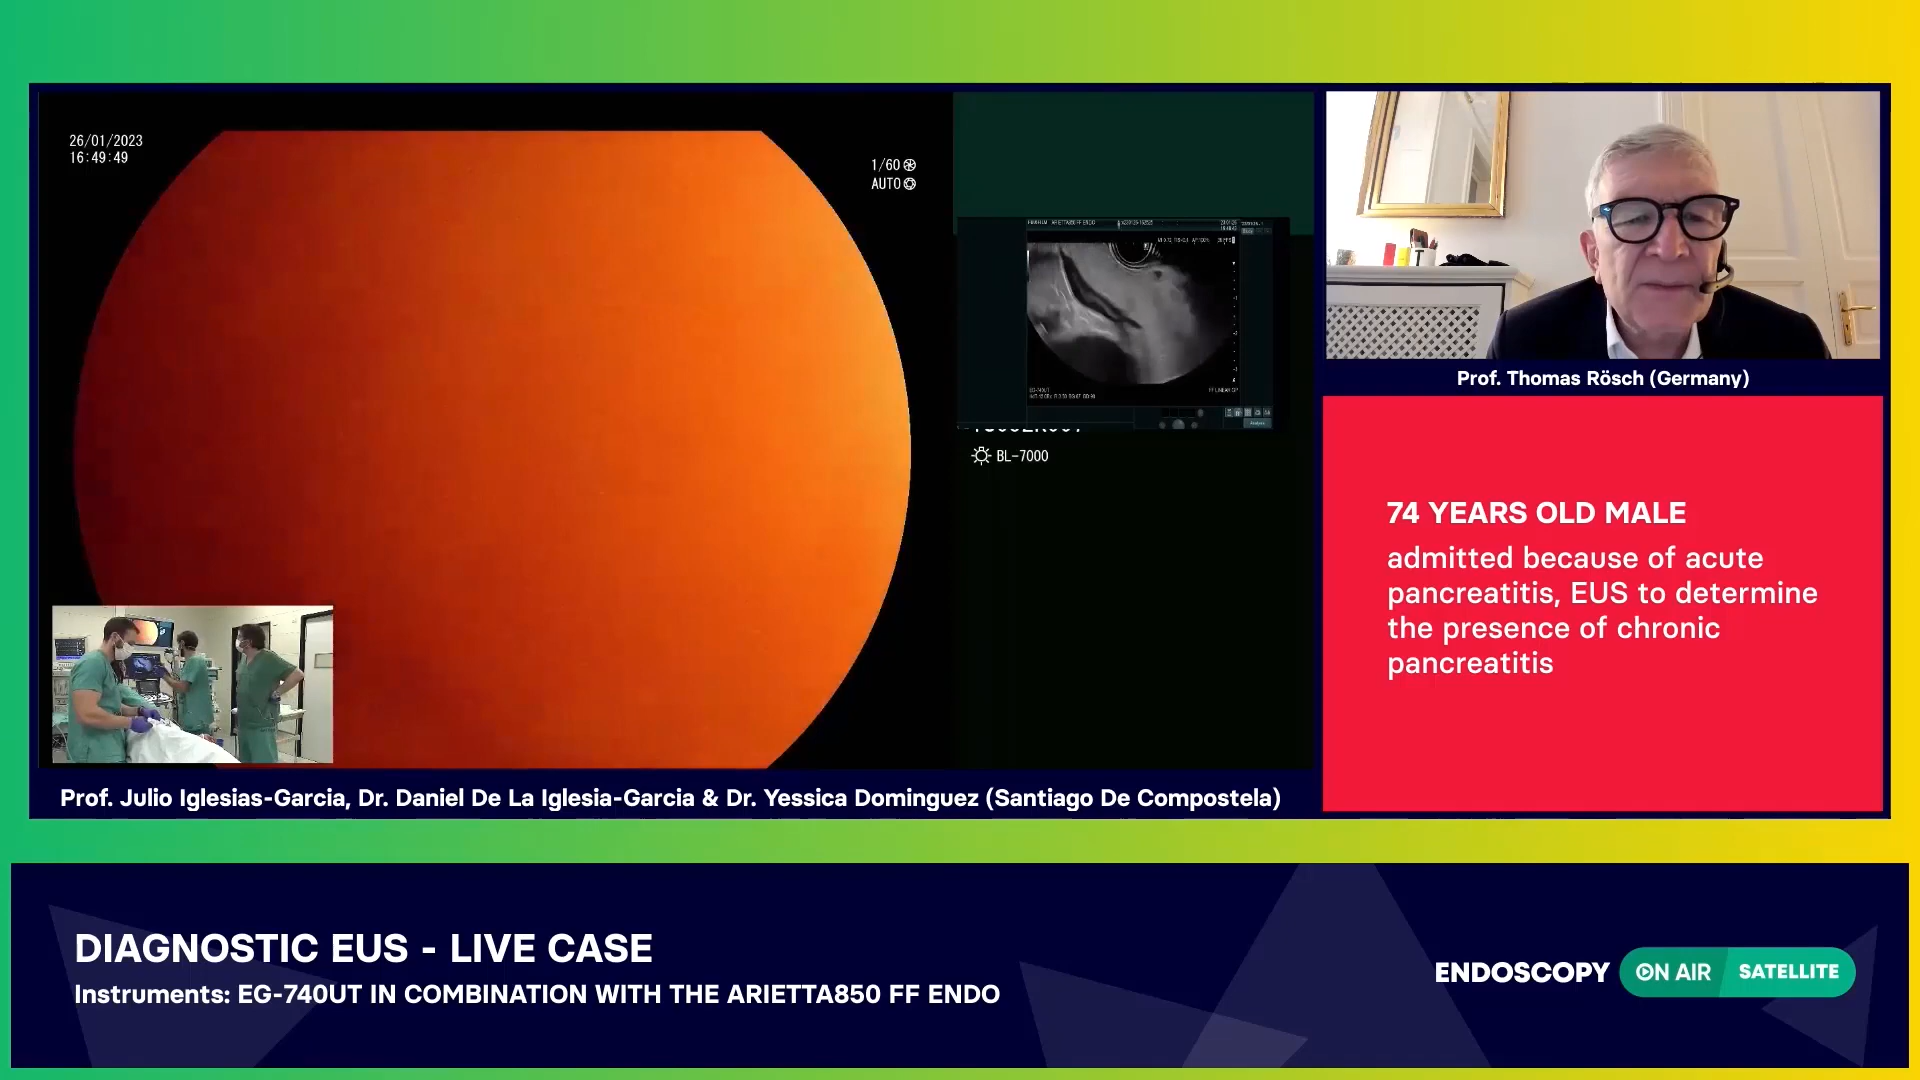 26/01/2023
16:49:49
1/60
AUTO
BL-7000
Prof. Thomas Rösch (Germany)
74 YEARS OLD MALE
admitted because of acute
pancreatitis, EUS to determine
the presence of chronic
pancreatitis
Prof. Julio Iglesias-Garcia, Dr. Daniel De La Iglesia-Garcia & Dr. Yessica Dominguez (Santiago De Compostela)
DIAGNOSTIC EUS - LIVE CASE
Instruments: EG-740UT IN COMBINATION WITH THE ARIETTA850 FF ENDO
ENDOSCOPY ON AIR SATELLITE